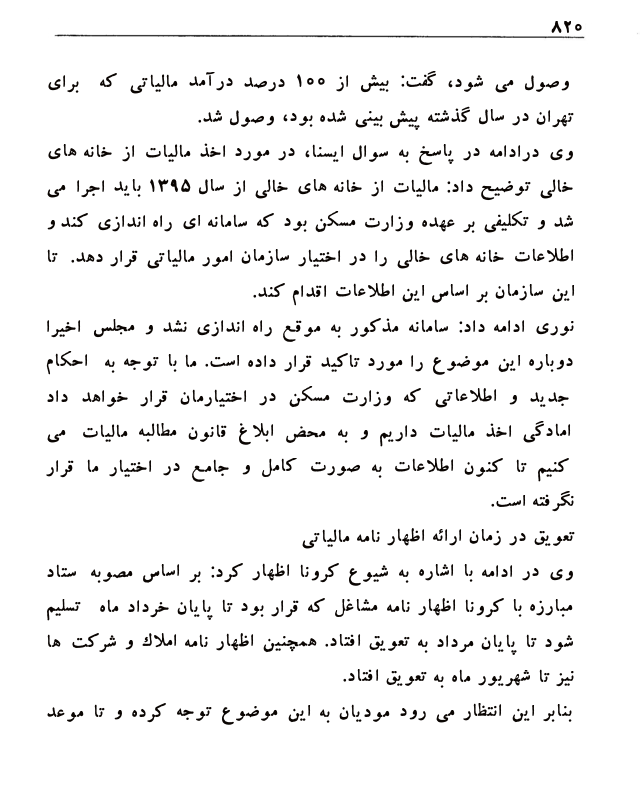 ۸۲۰
وصول می شود، گفت: بیش از ۱۰۰ درصد درآمد مالیاتی که برای
تهران در سال گذشته پیش بینی شده بود، وصول شد.
وی درادامه در پاسخ به سوال ایسنا، در مورد اخذ مالیات از خانه های
خالی توضیح داد: مالیات از خانه های خالی از سال ۱۳۹۵ باید اجرا می
شد و تکلیفی بر عهده وزارت مسکن بود که سامانه ای راه اندازی کند و
اطلاعات خانه های خالی را در اختیار سازمان امور مالیاتی قرار دهد. تا
این سازمان بر اساس این اطلاعات اقدام کند.
نوری ادامه داد: سامانه مذکور به موقع راه اندازی نشد و مجلس اخیرا
دوباره این موضوع را مورد تاکید قرار داده است. ما با توجه به احکام
جدید و اطلاعاتی که وزارت مسکن در اختیارمان قرار خواهد داد
امادگی اخذ مالیات داریم و به محض ابلاغ قانون مطالبه مالیات می
کنیم تا کنون اطلاعات به صورت کامل و جامع در اختیار ما قرار
نگرفته است.
تعویق در زمان ارائه اظهار نامه مالیاتی
وی در ادامه با اشاره به شیوع کرونا اظهار کرد: بر اساس مصوبه ستاد
مبارزه با کرونا اظهار نامه مشاغل که قرار بود تا پایان خرداد ماه تسلیم
شود تا پایان مرداد به تعویق افتاد. همچنین اظهار نامه املاك و شرکت ها
نیز تا شهریور ماه به تعویق افتاد.
بنابر این انتظار می رود مودیان به این موضوع توجه کرده و تا موعد